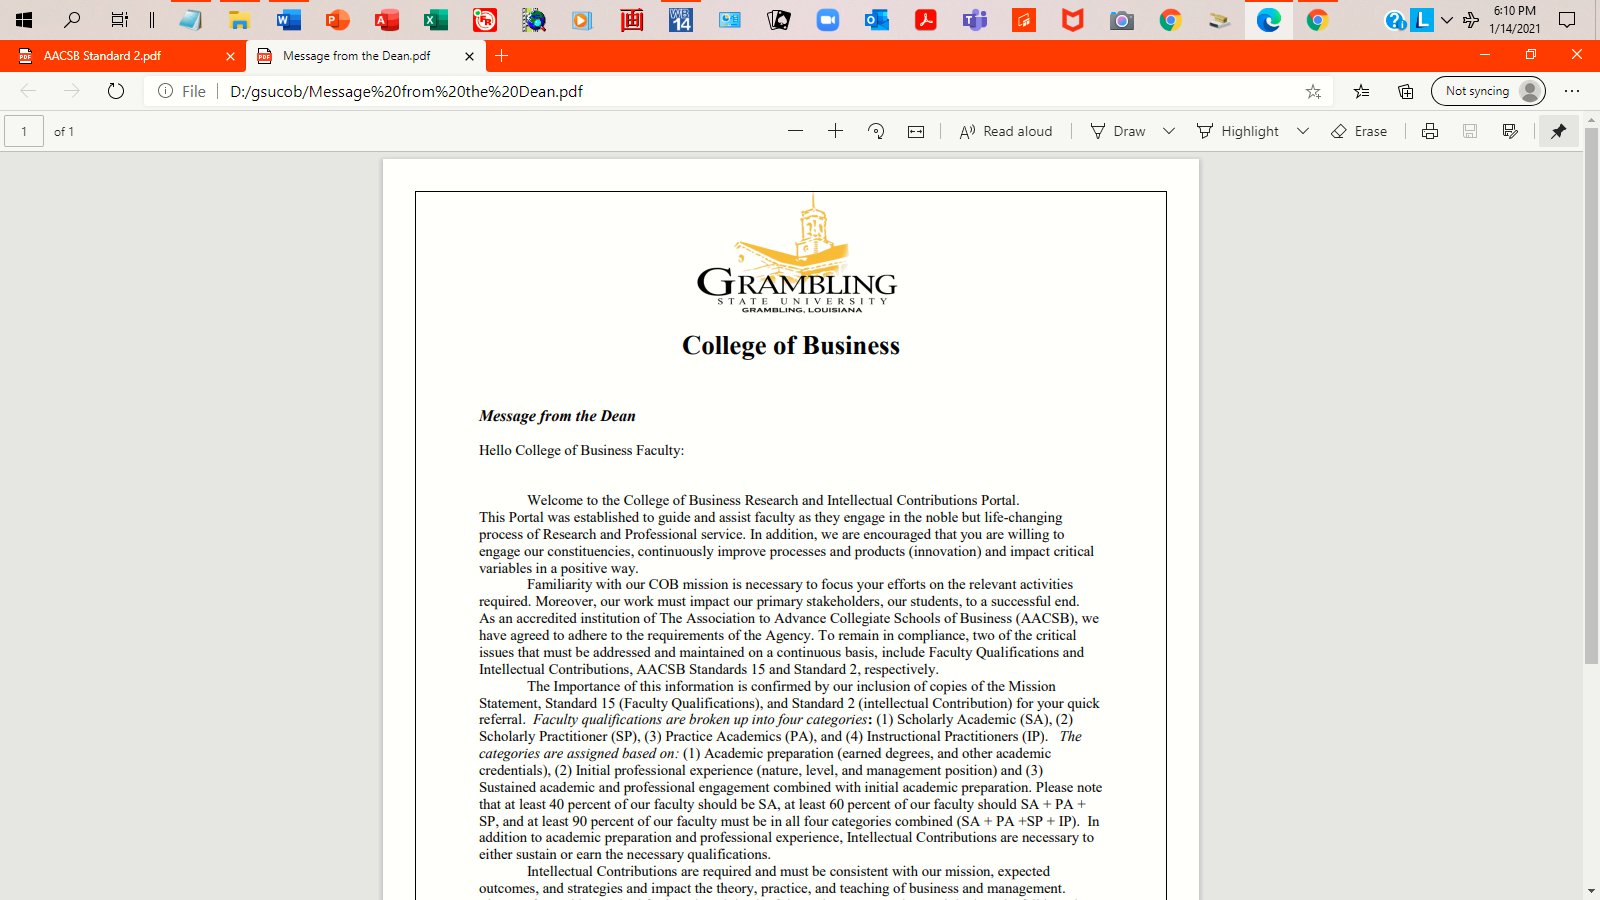 6:10 PM
1/14/2021
AACSB Standard 2.pdf
Message from the Dean.pdf
File
D:/gsucob/Message%20from%20the%20Dean.pdf
Not syncing
1 of 1
Read aloud
Draw
Highlight
Erase
GRAMBLING
STATE UNIVERSITY
GRAMBLING, LOUISIANA
College of Business
Message from the Dean
Hello College of Business Faculty:
Welcome to the College of Business Research and Intellectual Contributions Portal.
This Portal was established to guide and assist faculty as they engage in the noble but life-changing
process of Research and Professional service. In addition, we are encouraged that you are willing to
engage our constituencies, continuously improve processes and products (innovation) and impact critical
variables in a positive way.
Familiarity with our COB mission is necessary to focus your efforts on the relevant activities
required. Moreover, our work must impact our primary stakeholders, our students, to a successful end.
As an accredited institution of The Association to Advance Collegiate Schools of Business (AACSB), we
have agreed to adhere to the requirements of the Agency. To remain in compliance, two of the critical
issues that must be addressed and maintained on a continuous basis, include Faculty Qualifications and
Intellectual Contributions, AACSB Standards 15 and Standard 2, respectively.
The Importance of this information is confirmed by our inclusion of copies of the Mission
Statement, Standard 15 (Faculty Qualifications), and Standard 2 (intellectual Contribution) for your quick
referral. Faculty qualifications are broken up into four categories: (1) Scholarly Academic (SA), (2)
Scholarly Practitioner (SP), (3) Practice Academics (PA), and (4) Instructional Practitioners (IP). The
categories are assigned based on: (1) Academic preparation (earned degrees, and other academic
credentials), (2) Initial professional experience (nature, level, and management position) and (3)
Sustained academic and professional engagement combined with initial academic preparation. Please note
that at least 40 percent of our faculty should be SA, at least 60 percent of our faculty should SA + PA +
SP, and at least 90 percent of our faculty must be in all four categories combined (SA + PA +SP + IP). In
addition to academic preparation and professional experience, Intellectual Contributions are necessary to
either sustain or earn the necessary qualifications.
Intellectual Contributions are required and must be consistent with our mission, expected
outcomes, and strategies and impact the theory, practice, and teaching of business and management.